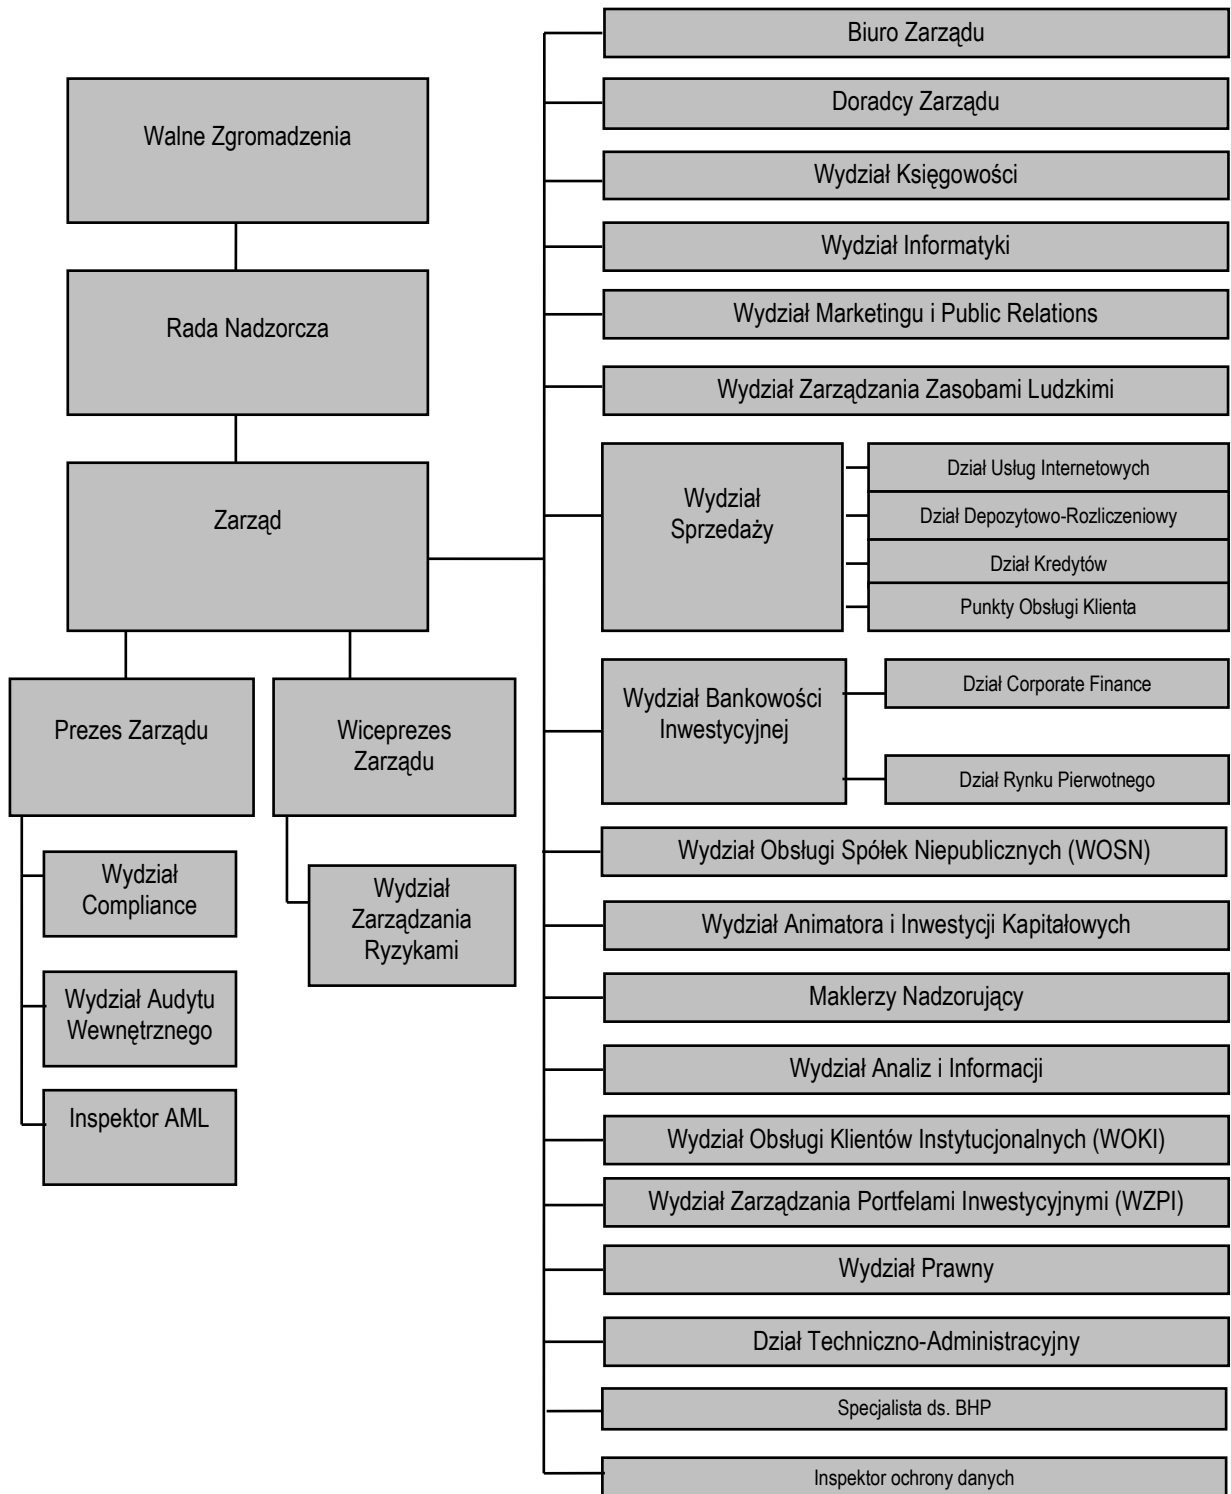 Walne Zgromadzenia
Rada Nadzorcza
Zarząd
Prezes Zarządu
Wiceprezes
Zarządu
Wydział
Compliance
Wydział Audytu
Wewnętrznego
Inspektor AML
Wydział
Zarządzania
Ryzykami
Biuro Zarządu
Doradcy Zarządu
Wydział Księgowości
Wydział Informatyki
Wydział Marketingu i Public Relations
Wydział Zarządzania Zasobami Ludzkimi
Wydział
Sprzedaży
Dział Usług Internetowych
Dział Depozytowo-Rozliczeniowy
Dział Kredytów
Punkty Obsługi Klienta
Wydział Bankowości
Inwestycyjnej
Dział Corporate Finance
Dział Rynku Pierwotnego
Wydział Obsługi Spółek Niepublicznych (WOSN)
Wydział Animatora i Inwestycji Kapitałowych
Maklerzy Nadzorujący
Wydział Analiz i Informacji
Wydział Obsługi Klientów Instytucjonalnych (WOKI)
Wydział Zarządzania Portfelami Inwestycyjnymi (WZPI)
Wydział Prawny
Dział Techniczno-Administracyjny
Specjalista ds. BHP
Inspektor ochrony danych